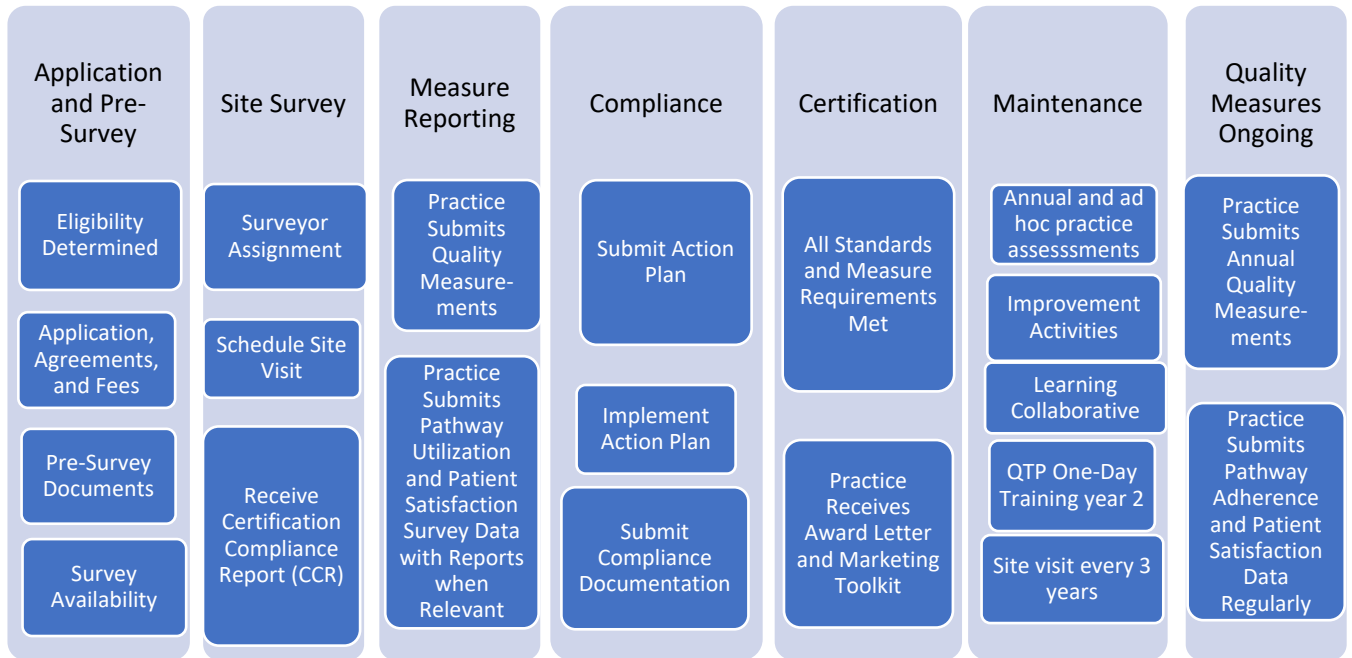 Application
and Pre-
Survey
Eligibility
Determined
Application,
Agreements,
and Fees
Pre-Survey
Documents
Survey
Availability
Site Survey
Surveyor
Assignment
Schedule Site
Visit
Receive
Certification
Compliance
Report (CCR)
Measure
Reporting
Practice
Submits
Quality
Measure-
ments
Practice
Submits
Pathway
Utilization
and Patient
Satisfaction
Survey Data
with Reports
when
Relevant
Compliance
Submit Action
Plan
Implement
Action Plan
Submit
Compliance
Documentation
Certification
All Standards
and Measure
Requirements
Met
Practice
Receives
Award Letter
and Marketing
Toolkit
Maintenance
Annual and ad
hoc practice
assesssments
Improvement
Activities
Learning
Collaborative
QTP One-Day
Training year 2
Site visit every 3
years
Quality
Measures
Ongoing
Practice
Submits
Annual
Quality
Measure-
ments
Practice
Submits
Pathway
Adherence
and Patient
Satisfaction
Data
Regularly